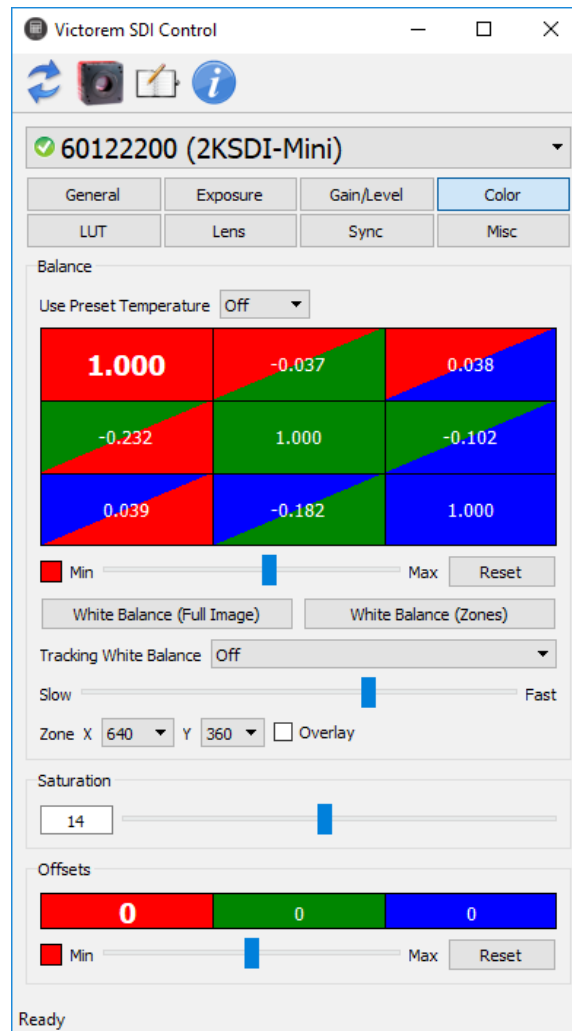 Victorem SDI Control
60122200 (2KSDI-Mini)
General Exposure Gain/Level Color
LUT Lens Sync Misc
Balance
Use Preset Temperature Off
1.000 -0.037 0.038
-0.232 1.000 -0.102
0.039 -0.182 1.000
Min Max Reset
White Balance (Full Image) White Balance (Zones)
Tracking White Balance Off
Slow Fast
Zone X 640 Y 360 Overlay
Saturation
14
Offsets
0 0 0
Min Max Reset
Ready